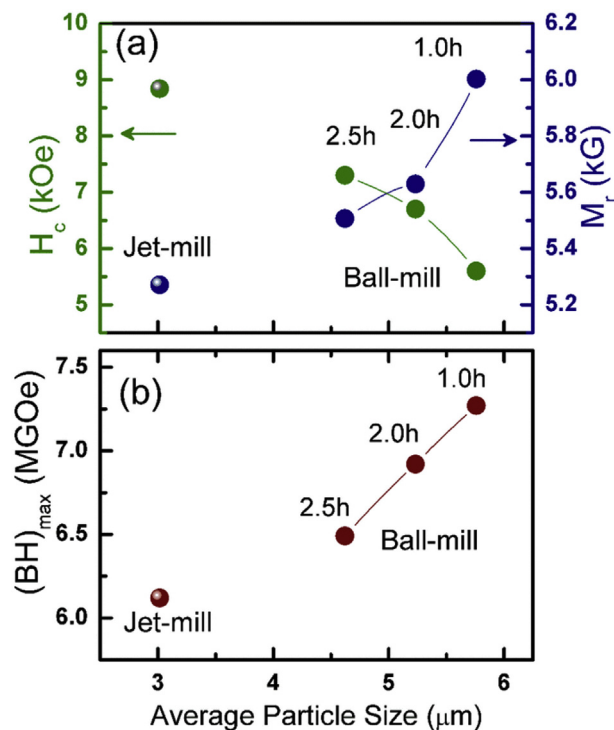 (a)
10
9
8
7
6
5
H_c (kOe)
6.2
6.0
5.8
5.6
5.4
5.2
M_r (kG)
1.0h
2.0h
2.5h
Jet-mill
Ball-mill
(b)
7.5
7.0
6.5
6.0
(BH)_max (MGOe)
1.0h
2.0h
2.5h
Ball-mill
Jet-mill
3 4 5 6
Average Particle Size (μm)